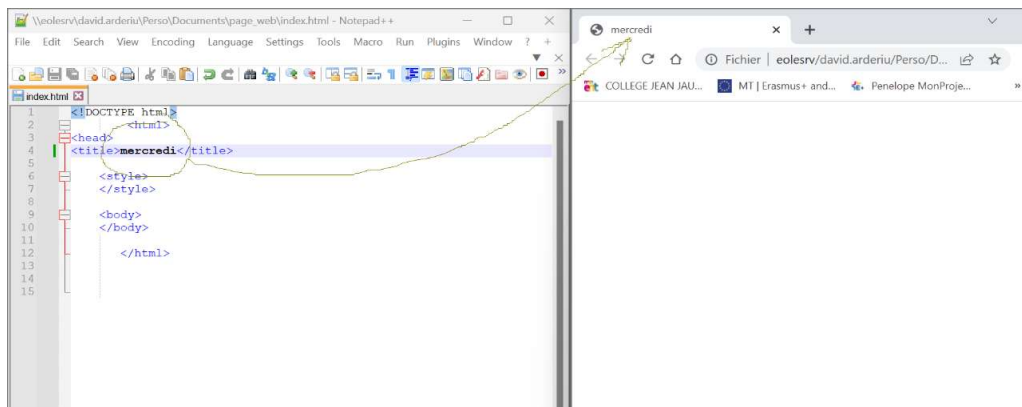 \\eolesrv\david.arderiu\Perso\Documents\page_web\index.html - Notepad++
File Edit Search View Encoding Language Settings Tools Macro Run Plugins Window ? +
index.html
1 <!DOCTYPE html>
2 <html>
3 <head>
4 <title>mercredi</title>
5
6 <style>
7 </style>
8
9 <body>
10 </body>
11
12 </html>
13
14
15
mercredi
Fichier | eolesrv/david.arderiu/Perso/D...
COLLEGE JEAN JAU... MT | Erasmus+ and... Penelope MonProje... »